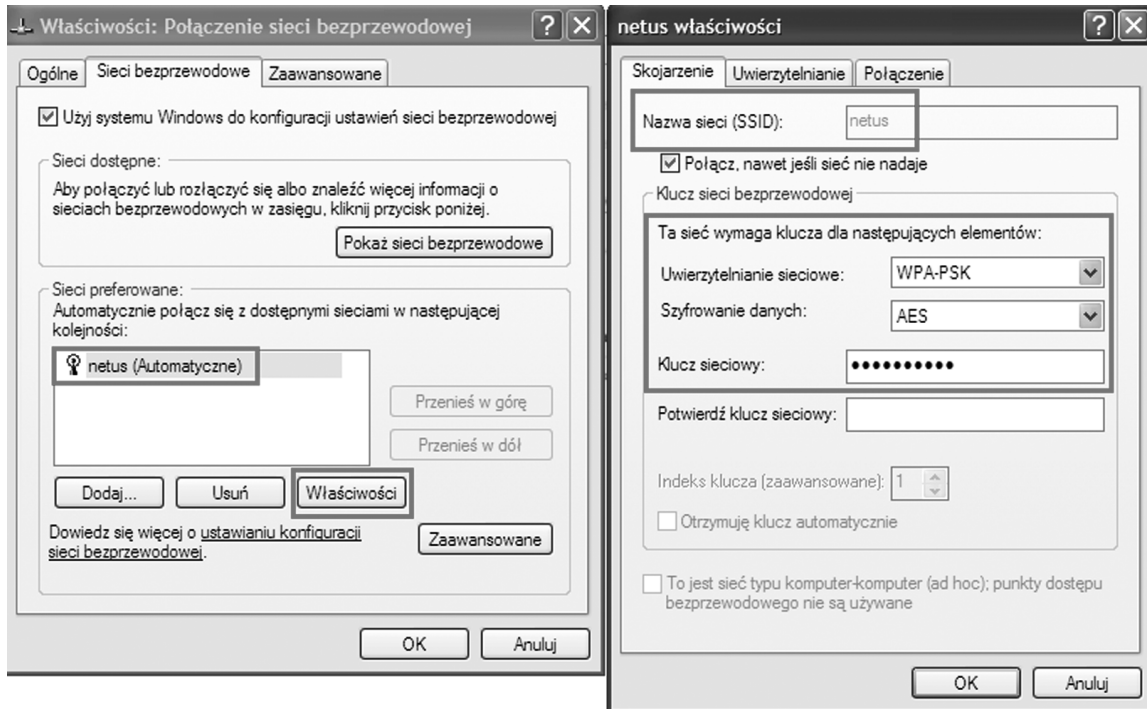 Właściwości: Połączenie sieci bezprzewodowej
Ogólne
Sieci bezprzewodowe
Zaawansowane
Użyj systemu Windows do konfiguracji ustawień sieci bezprzewodowej
Sieci dostępne:
Aby połączyć lub rozłączyć się albo znaleźć więcej informacji o
sieciach bezprzewodowych w zasięgu, kliknij przycisk poniżej.
Pokaż sieci bezprzewodowe
Sieci preferowane:
Automatycznie połącz się z dostępnymi sieciami w następującej
kolejności:
netus (Automatyczne)
Przenieś w górę
Przenieś w dół
Dodaj...
Usuń
Właściwości
Dowiedz się więcej o ustawianiu konfiguracji
sieci bezprzewodowej.
Zaawansowane
OK
Anuluj
netus właściwości
Skojarzenie
Uwierzytelnianie
Połączenie
Nazwa sieci (SSID):
netus
Połącz, nawet jeśli sieć nie nadaje
Klucz sieci bezprzewodowej
Ta sieć wymaga klucza dla następujących elementów:
Uwierzytelnianie sieciowe:
WPA-PSK
Szyfrowanie danych:
AES
Klucz sieciowy:
••••••••••
Potwierdź klucz sieciowy:
Indeks klucza (zaawansowane):
1
Otrzymuję klucz automatycznie
To jest sieć typu komputer-komputer (ad hoc); punkty dostępu
bezprzewodowego nie są używane
OK
Anuluj